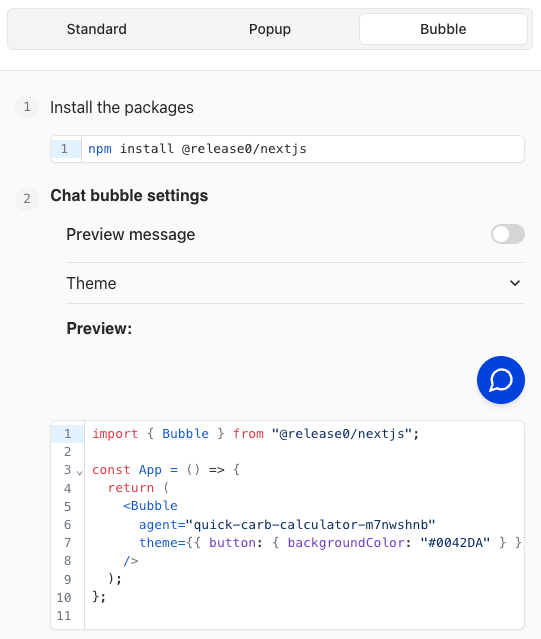 Standard Popup Bubble
1 Install the packages
1 npm install @release0/nextjs
2 Chat bubble settings
Preview message
Theme
Preview:
1 import { Bubble } from "@release0/nextjs";
2
3 const App = () => {
4 return (
5 <Bubble
6 agent="quick-carb-calculator-m7nwshnb"
7 theme={{ button: { backgroundColor: "#0042DA" } }
8 />
9 );
10 };
11